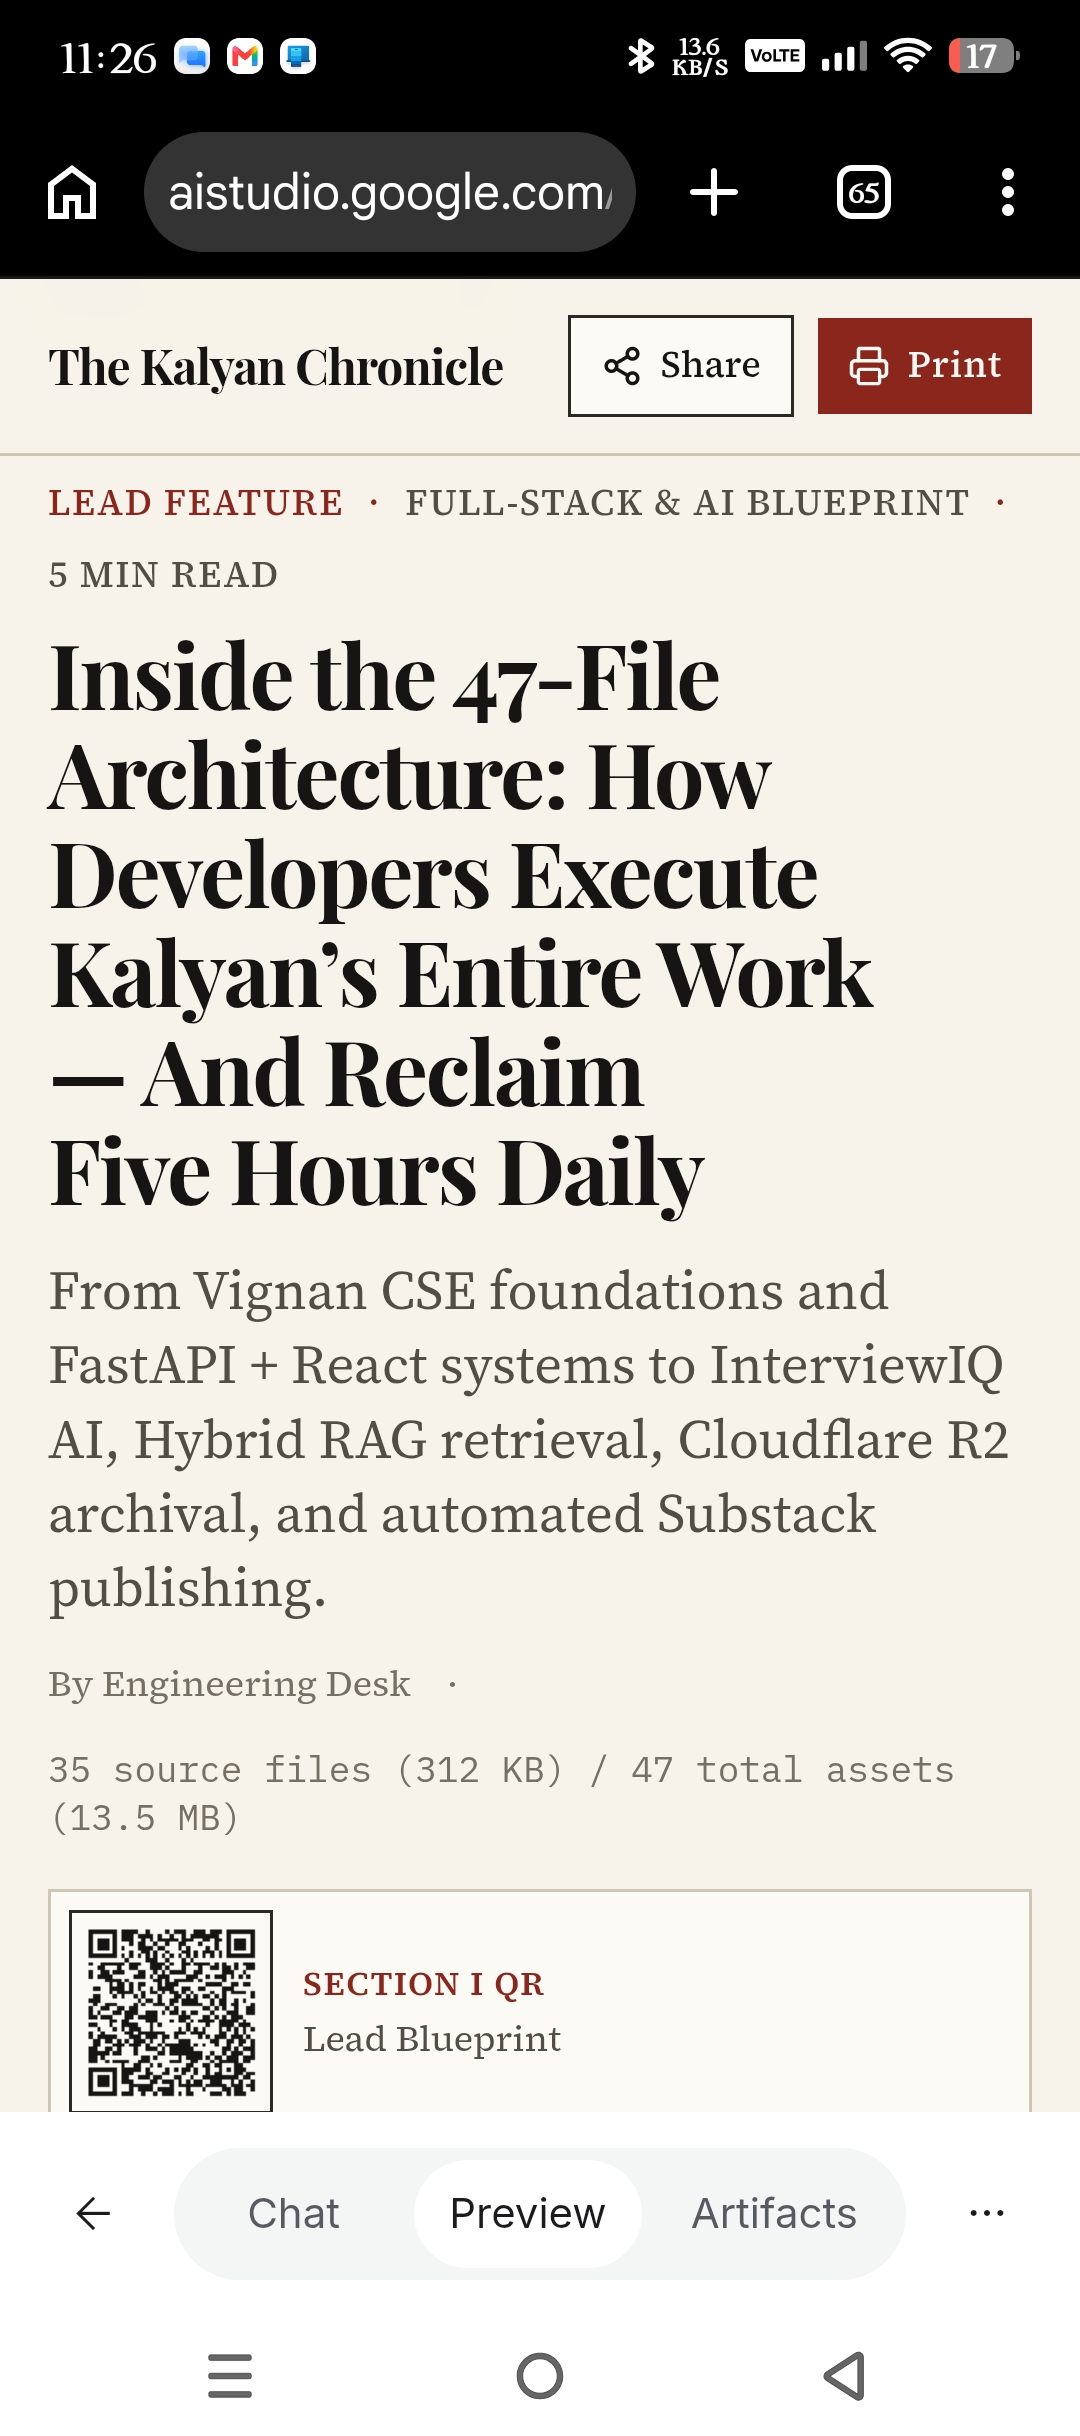 11:26
13.6
KB/S
VoLTE
17
aistudio.google.com/
65
The Kalyan Chronicle
Share
Print
LEAD FEATURE · FULL-STACK & AI BLUEPRINT ·
5 MIN READ
Inside the 47-File
Architecture: How
Developers Execute
Kalyan’s Entire Work
— And Reclaim
Five Hours Daily
From Vignan CSE foundations and
FastAPI + React systems to InterviewIQ
AI, Hybrid RAG retrieval, Cloudflare R2
archival, and automated Substack
publishing.
By Engineering Desk ·
35 source files (312 KB) / 47 total assets
(13.5 MB)
SECTION I QR
Lead Blueprint
Chat
Preview
Artifacts